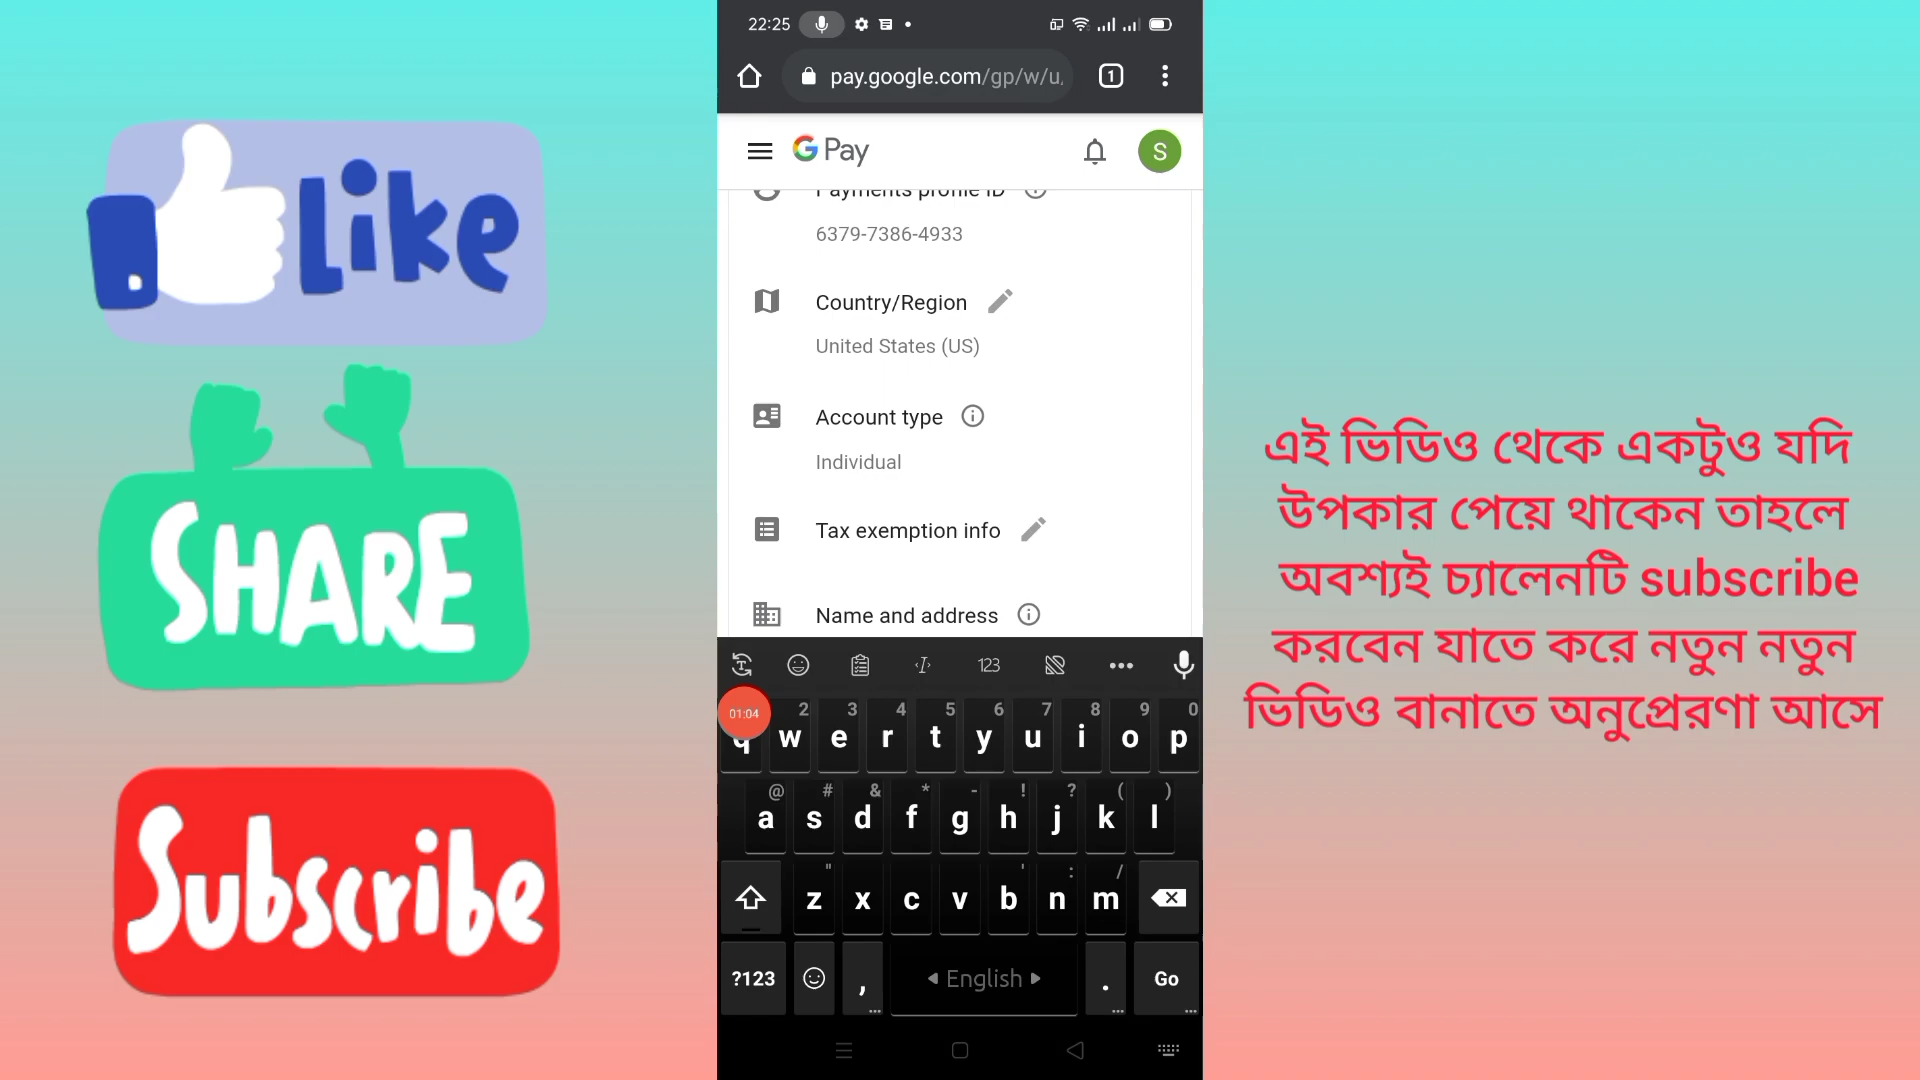 Like
SHARE
Subscribe
22:25
pay.google.com/gp/w/u,
1
G Pay
S
Payments profile ID
6379-7386-4933
Country/Region
United States (US)
Account type
Individual
Tax exemption info
Name and address
123
01:04
2 3 4 5 6 7 8 9 0
q w e r t y u i o p
@ # & * - ! ? ( )
a s d f g h j k l
" ' : /
z x c v b n m
?123 , English . Go
এই ভিডিও থেকে একটুও যদি
উপকার পেয়ে থাকেন তাহলে
অবশ্যই চ্যালেনটি subscribe
করবেন যাতে করে নতুন নতুন
ভিডিও বানাতে অনুপ্রেরণা আসে